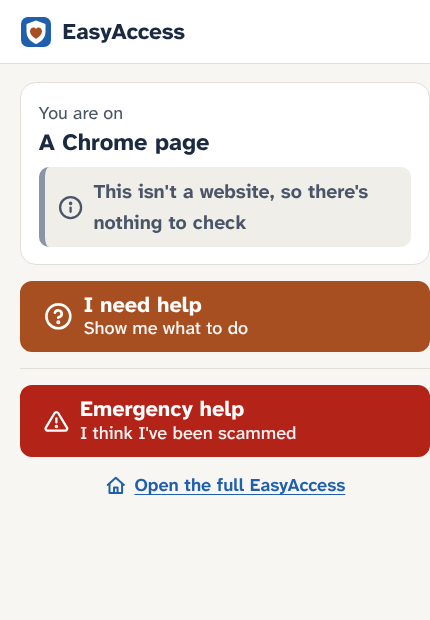 EasyAccess
You are on
A Chrome page
This isn't a website, so there's
nothing to check
I need help
Show me what to do
Emergency help
I think I've been scammed
Open the full EasyAccess